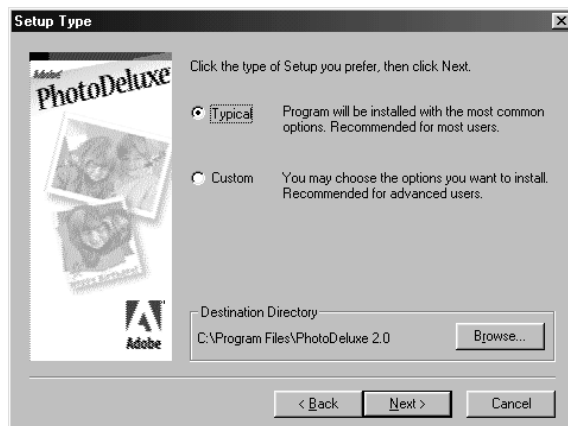 Setup Type
Adobe
PhotoDeluxe
Adobe
Click the type of Setup you prefer, then click Next.
Typical
Program will be installed with the most common
options. Recommended for most users.
Custom
You may choose the options you want to install.
Recommended for advanced users.
Destination Directory
C:\Program Files\PhotoDeluxe 2.0
Browse...
< Back
Next >
Cancel